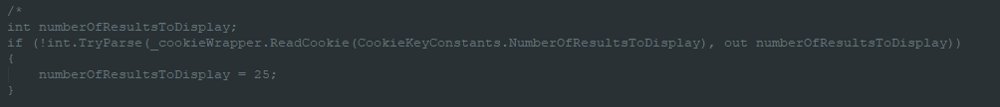 /*
int numberOfResultsToDisplay;
if (!int.TryParse(_cookieWrapper.ReadCookie(CookieKeyConstants.NumberOfResultsToDisplay), out numberOfResultsToDisplay))
{
    numberOfResultsToDisplay = 25;
}